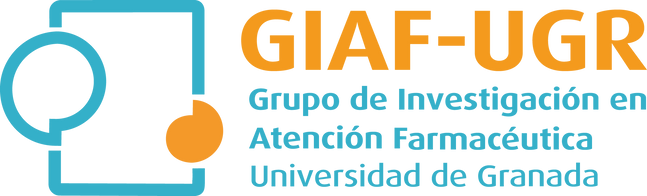 GIAF-UGR
Grupo de Investigación en
Atención Farmacéutica
Universidad de Granada